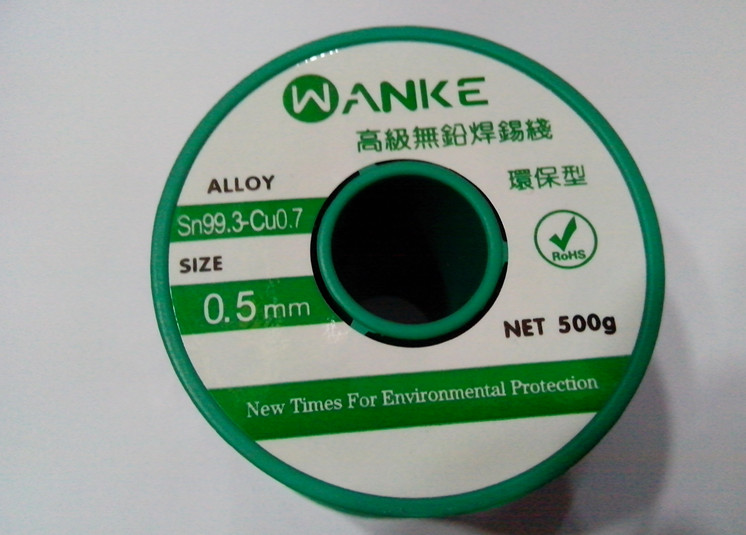 WANKE
高級無鉛焊錫綫
環保型
ALLOY
Sn99.3-Cu0.7
SIZE
0.5mm
RoHS
NET 500g
New Times For Environmental Protection